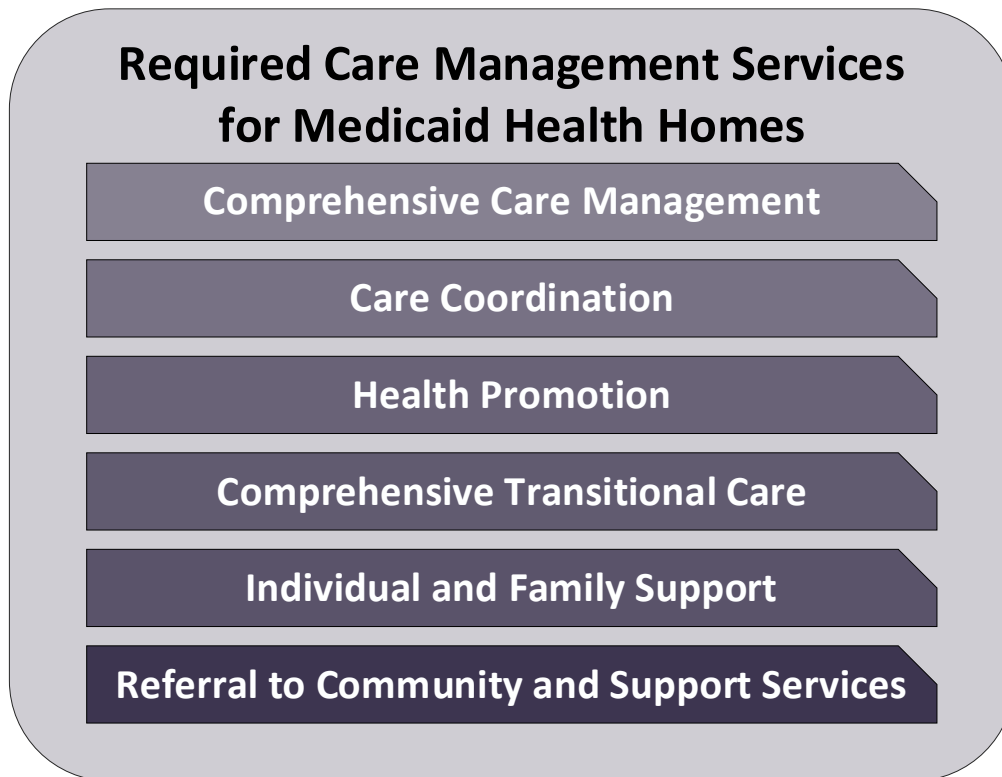 Required Care Management Services
for Medicaid Health Homes
Comprehensive Care Management
Care Coordination
Health Promotion
Comprehensive Transitional Care
Individual and Family Support
Referral to Community and Support Services